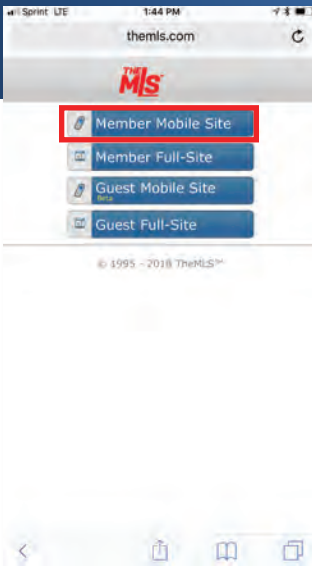 Sprint LTE 1:44 PM
themls.com
THE
MLS
Member Mobile Site
Member Full-Site
Guest Mobile Site
Beta
Guest Full-Site
© 1995 - 2018 TheMLS™